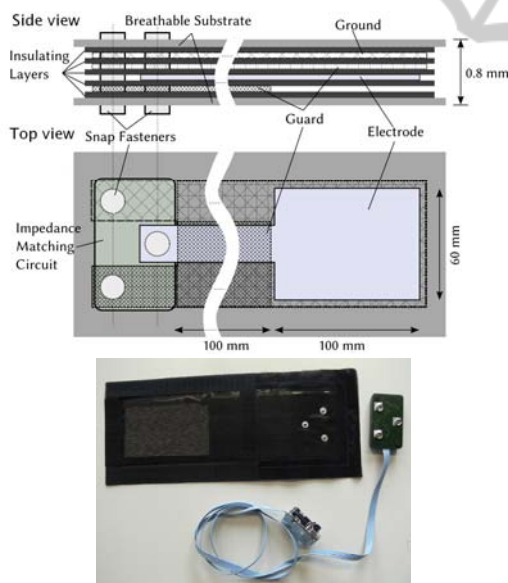 Side view
Breathable Substrate
Ground
Insulating
Layers
0.8 mm
Snap Fasteners
Guard
Electrode
Top view
Impedance
Matching
Circuit
60 mm
100 mm
100 mm